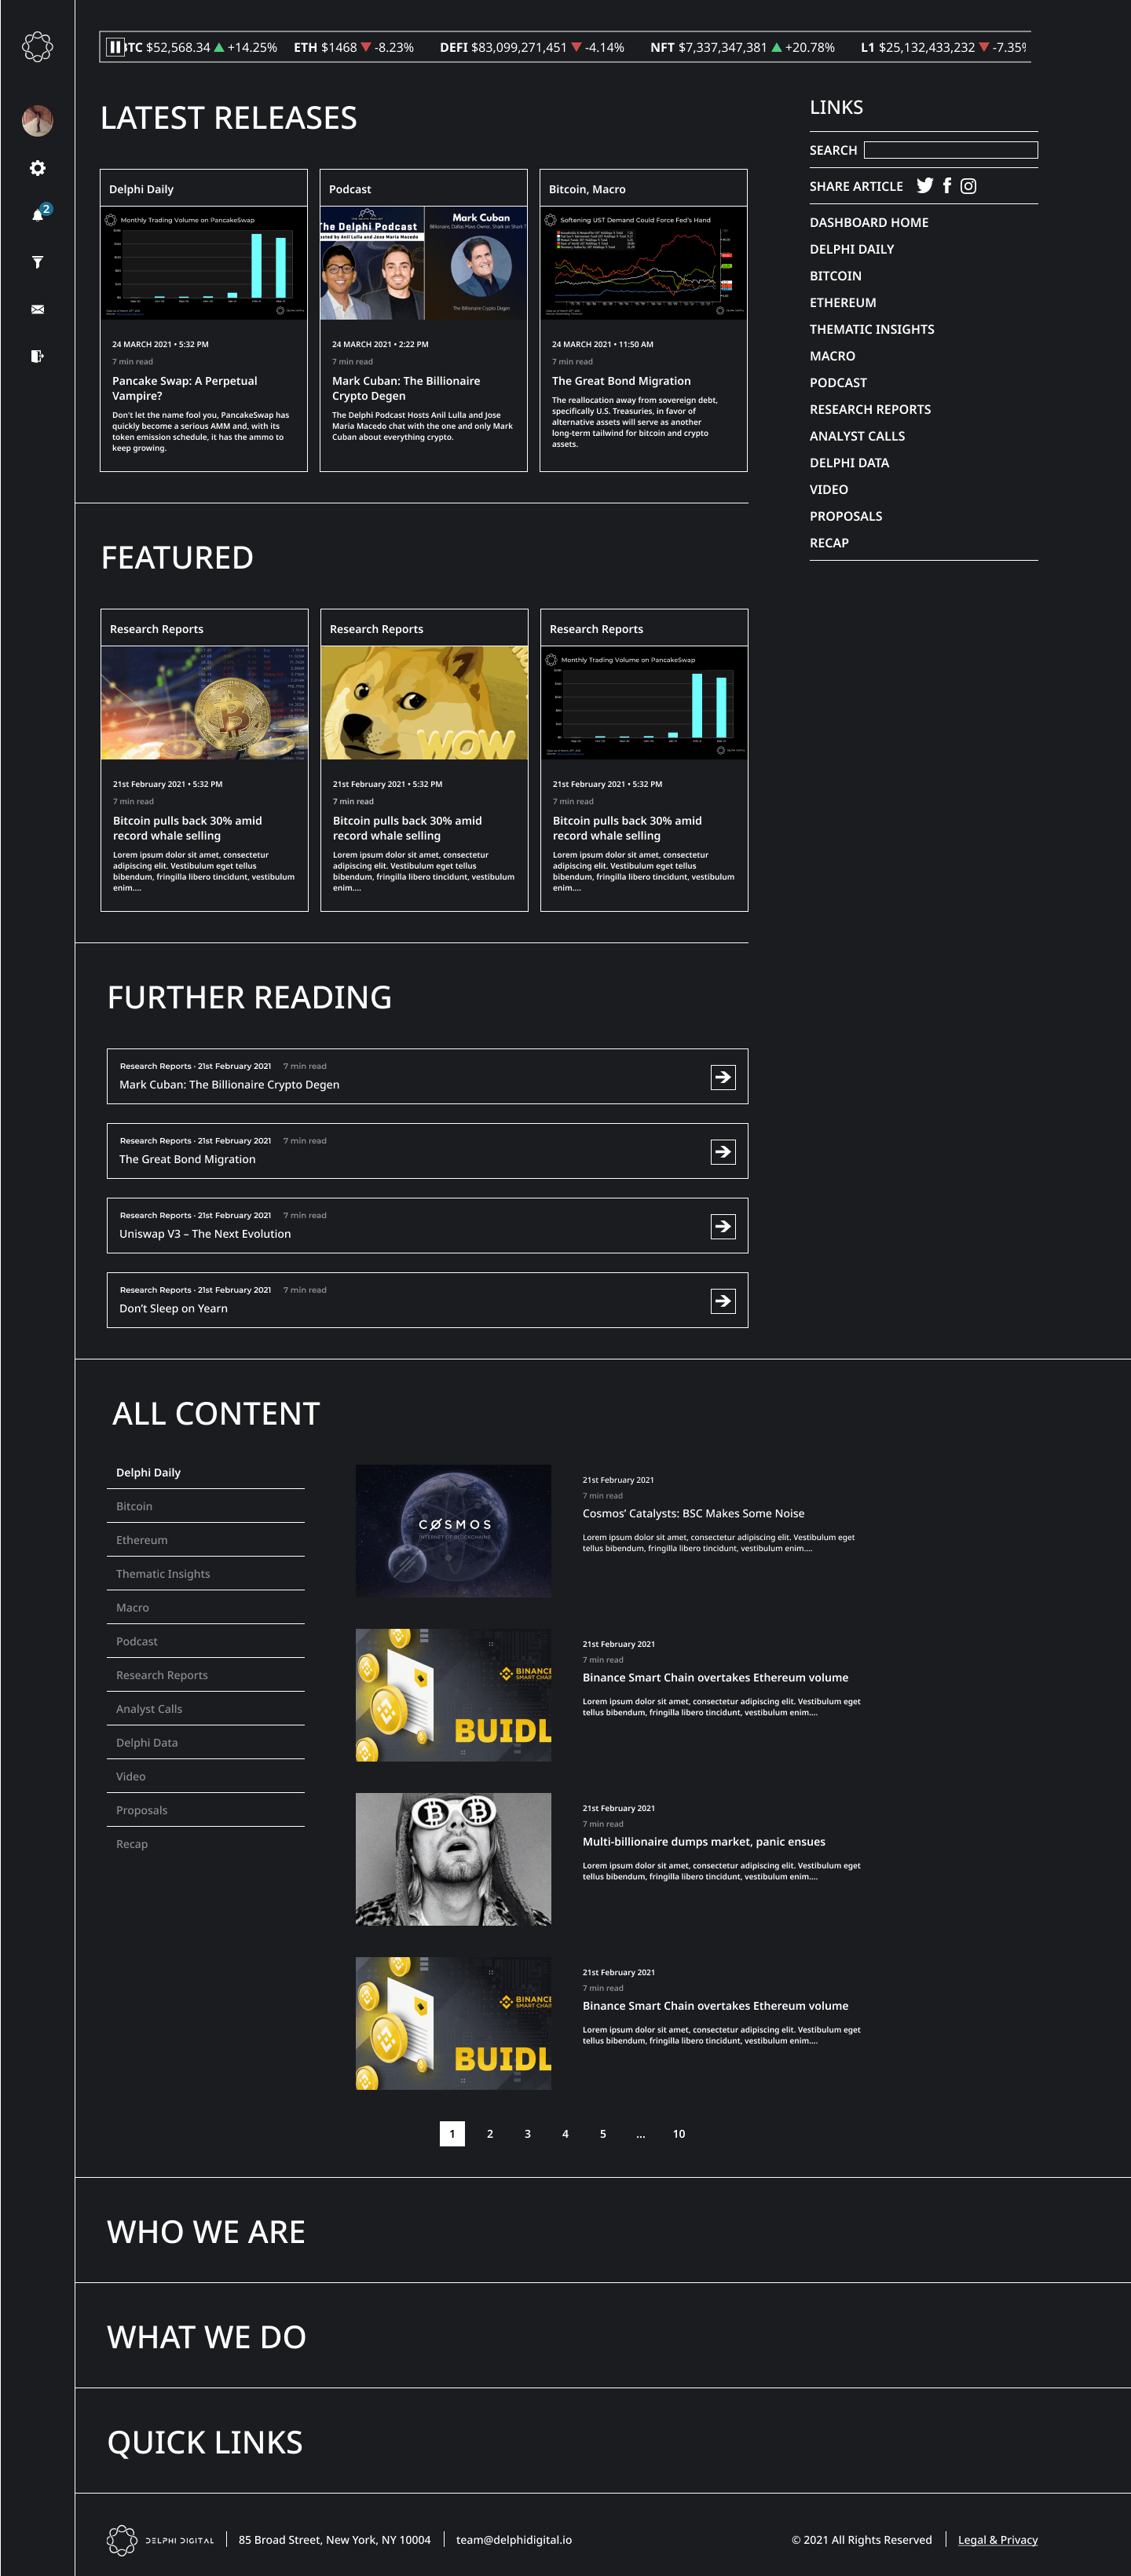 TC $52,568.34 ▲ +14.25% ETH $1468 ▼ -8.23% DEFI $83,099,271,451 ▼ -4.14% NFT $7,337,347,381 ▲ +20.78% L1 $25,132,433,232 ▼ -7.35%
2
LATEST RELEASES
Delphi Daily
Monthly Trading Volume on PancakeSwap
24 MARCH 2021 • 5:32 PM
7 min read
Pancake Swap: A Perpetual
Vampire?
Don't let the name fool you, PancakeSwap has
quickly become a serious AMM and, with its
token emission schedule, it has the ammo to
keep growing.
Podcast
The Delphi Podcast
Hosted by Anil Lulla and Jose Maria Macedo
Mark Cuban
Billionaire, Dallas Mavs Owner, Shark on Shark T
The Billionaire Crypto Degen
24 MARCH 2021 • 2:22 PM
7 min read
Mark Cuban: The Billionaire
Crypto Degen
The Delphi Podcast Hosts Anil Lulla and Jose
Maria Macedo chat with the one and only Mark
Cuban about everything crypto.
Bitcoin, Macro
Softening UST Demand Could Force Fed's Hand
24 MARCH 2021 • 11:50 AM
7 min read
The Great Bond Migration
The reallocation away from sovereign debt,
specifically U.S. Treasuries, in favor of
alternative assets will serve as another
long-term tailwind for bitcoin and crypto
assets.
LINKS
SEARCH
SHARE ARTICLE
DASHBOARD HOME
DELPHI DAILY
BITCOIN
ETHEREUM
THEMATIC INSIGHTS
MACRO
PODCAST
RESEARCH REPORTS
ANALYST CALLS
DELPHI DATA
VIDEO
PROPOSALS
RECAP
FEATURED
Research Reports
21st February 2021 • 5:32 PM
7 min read
Bitcoin pulls back 30% amid
record whale selling
Lorem ipsum dolor sit amet, consectetur
adipiscing elit. Vestibulum eget tellus
bibendum, fringilla libero tincidunt, vestibulum
enim....
Research Reports
WOW
21st February 2021 • 5:32 PM
7 min read
Bitcoin pulls back 30% amid
record whale selling
Lorem ipsum dolor sit amet, consectetur
adipiscing elit. Vestibulum eget tellus
bibendum, fringilla libero tincidunt, vestibulum
enim....
Research Reports
Monthly Trading Volume on PancakeSwap
21st February 2021 • 5:32 PM
7 min read
Bitcoin pulls back 30% amid
record whale selling
Lorem ipsum dolor sit amet, consectetur
adipiscing elit. Vestibulum eget tellus
bibendum, fringilla libero tincidunt, vestibulum
enim....
FURTHER READING
Research Reports · 21st February 2021 7 min read
Mark Cuban: The Billionaire Crypto Degen
Research Reports · 21st February 2021 7 min read
The Great Bond Migration
Research Reports · 21st February 2021 7 min read
Uniswap V3 – The Next Evolution
Research Reports · 21st February 2021 7 min read
Don't Sleep on Yearn
ALL CONTENT
Delphi Daily
Bitcoin
Ethereum
Thematic Insights
Macro
Podcast
Research Reports
Analyst Calls
Delphi Data
Video
Proposals
Recap
COSMOS
INTERNET OF BLOCKCHAINS
21st February 2021
7 min read
Cosmos' Catalysts: BSC Makes Some Noise
Lorem ipsum dolor sit amet, consectetur adipiscing elit. Vestibulum eget
tellus bibendum, fringilla libero tincidunt, vestibulum enim....
BINANCE
SMART CHAIN
BUIDL
21st February 2021
7 min read
Binance Smart Chain overtakes Ethereum volume
Lorem ipsum dolor sit amet, consectetur adipiscing elit. Vestibulum eget
tellus bibendum, fringilla libero tincidunt, vestibulum enim....
21st February 2021
7 min read
Multi-billionaire dumps market, panic ensues
Lorem ipsum dolor sit amet, consectetur adipiscing elit. Vestibulum eget
tellus bibendum, fringilla libero tincidunt, vestibulum enim....
BINANCE
SMART CHAIN
BUIDL
21st February 2021
7 min read
Binance Smart Chain overtakes Ethereum volume
Lorem ipsum dolor sit amet, consectetur adipiscing elit. Vestibulum eget
tellus bibendum, fringilla libero tincidunt, vestibulum enim....
1 2 3 4 5 ... 10
WHO WE ARE
WHAT WE DO
QUICK LINKS
DELPHI DIGITAL 85 Broad Street, New York, NY 10004 team@delphidigital.io © 2021 All Rights Reserved Legal & Privacy